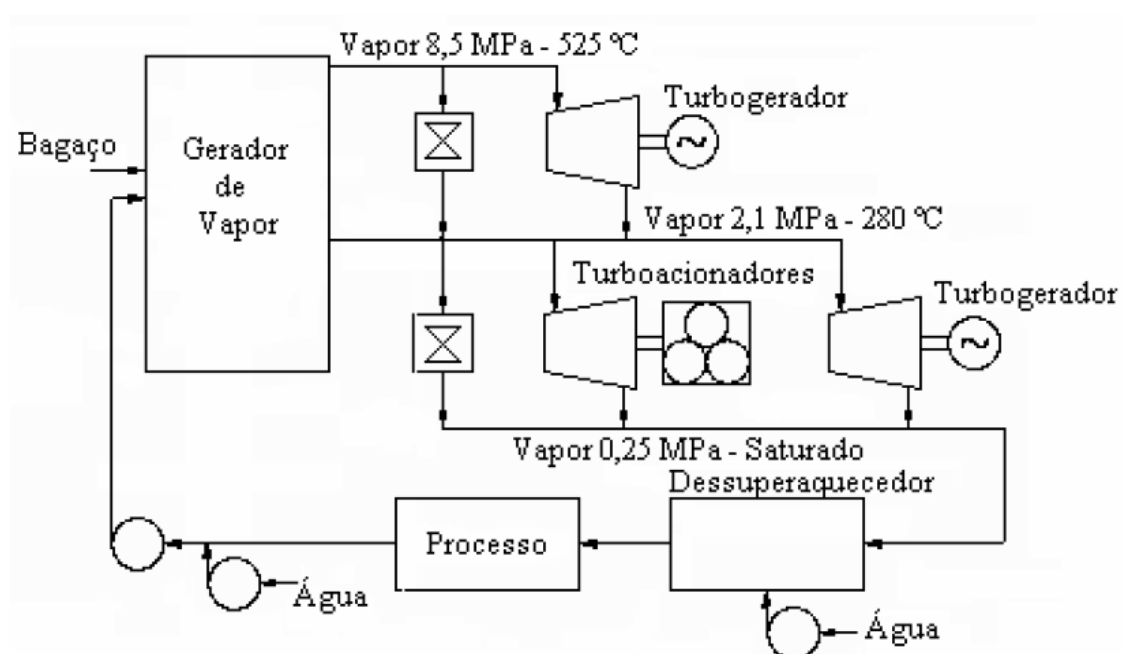 Vapor 8,5 MPa - 525 ºC
Turbogerador
Bagaço
Gerador
de
Vapor
Vapor 2,1 MPa - 280 ºC
Turboacionadores
Turbogerador
Vapor 0,25 MPa - Saturado
Dessuperaquecedor
Processo
Água
Água